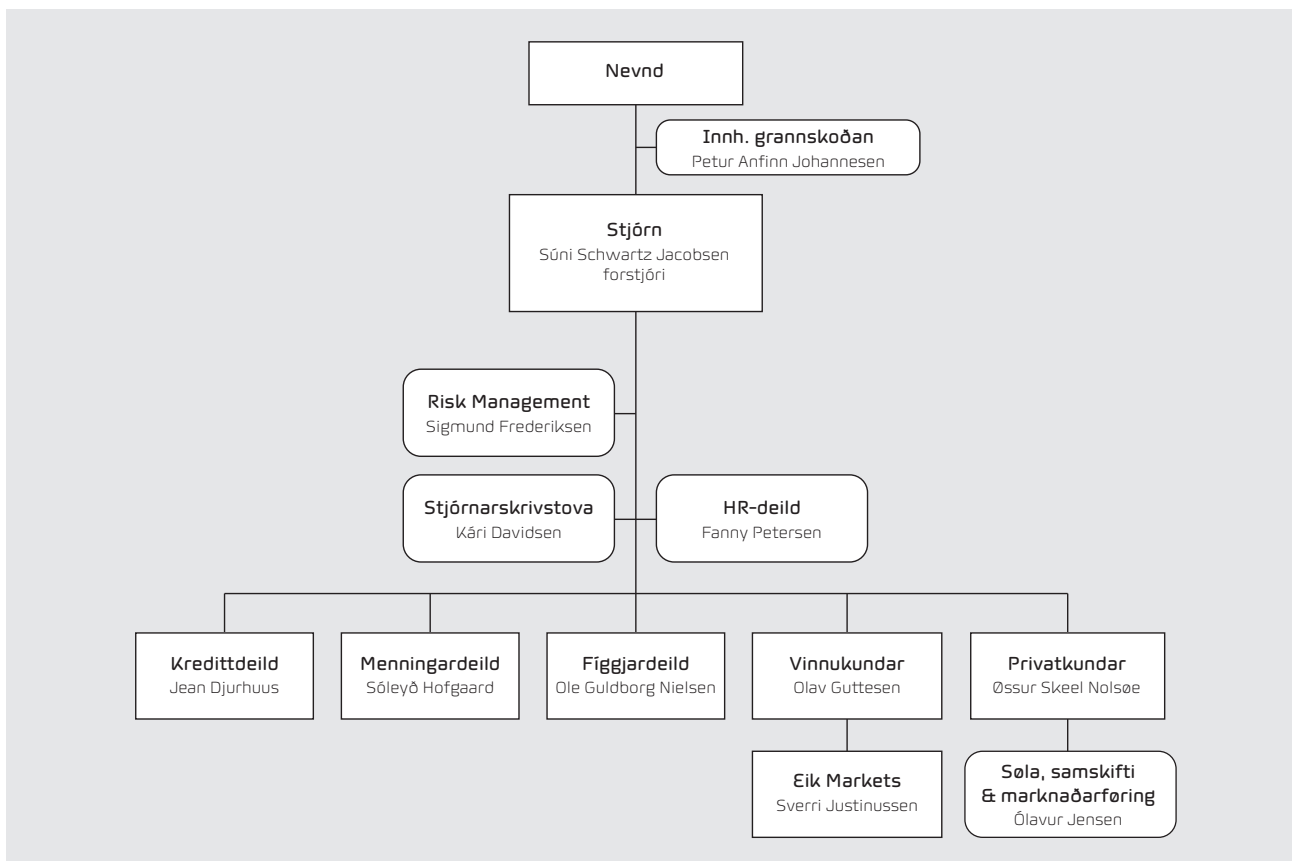 Nevnd
Innh. grannskoðan
Petur Anfinn Johannesen
Stjórn
Súni Schwartz Jacobsen
forstjóri
Risk Management
Sigmund Frederiksen
Stjórnarskrivstova
Kári Davidsen
HR-deild
Fanny Petersen
Kredittdeild
Jean Djurhuus
Menningardeild
Sóleyð Hofgaard
Fíggjardeild
Ole Guldborg Nielsen
Vinnukundar
Olav Guttesen
Privatkundar
Øssur Skeel Nolsøe
Eik Markets
Sverri Justinussen
Søla, samskifti
& marknaðarføring
Ólavur Jensen